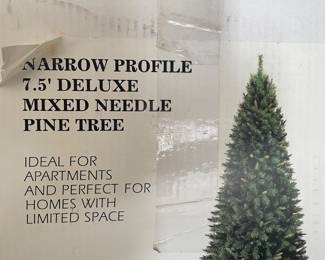 NARROW PROFILE
7.5' DELUXE
MIXED NEEDLE
PINE TREE
IDEAL FOR
APARTMENTS
AND PERFECT FOR
HOMES WITH
LIMITED SPACE